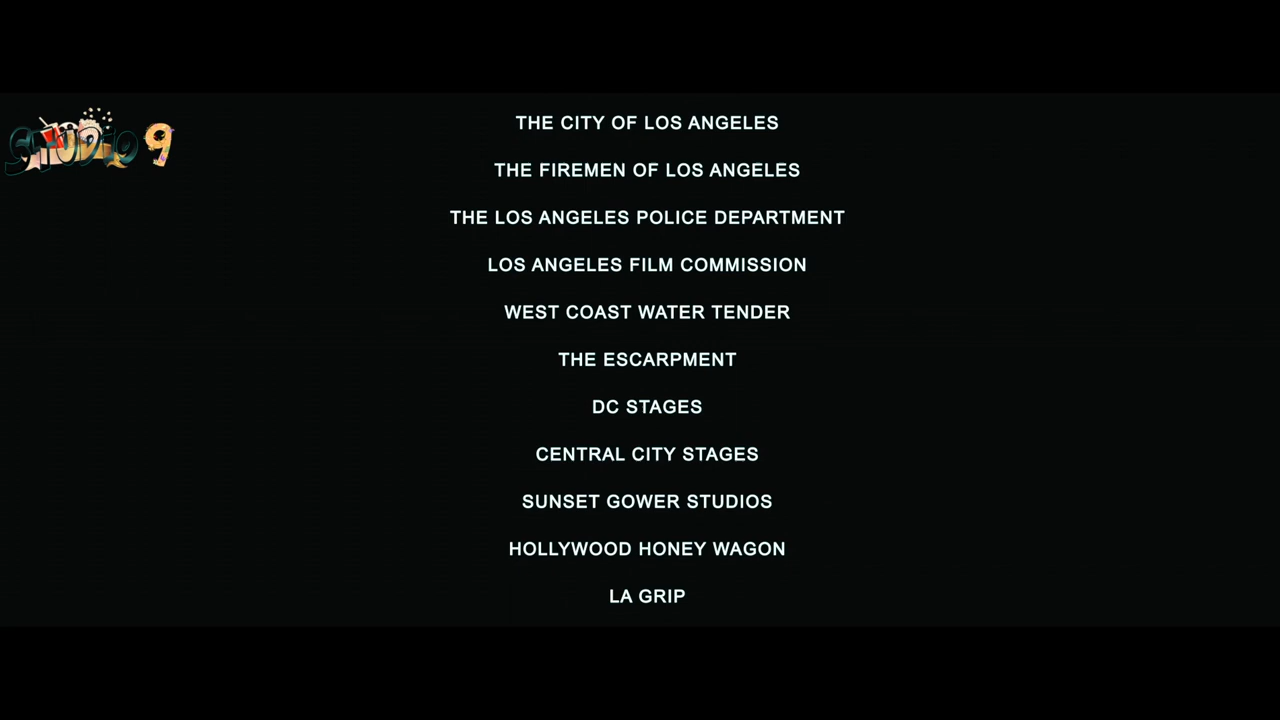 STUDIO 9
THE CITY OF LOS ANGELES
THE FIREMEN OF LOS ANGELES
THE LOS ANGELES POLICE DEPARTMENT
LOS ANGELES FILM COMMISSION
WEST COAST WATER TENDER
THE ESCARPMENT
DC STAGES
CENTRAL CITY STAGES
SUNSET GOWER STUDIOS
HOLLYWOOD HONEY WAGON
LA GRIP